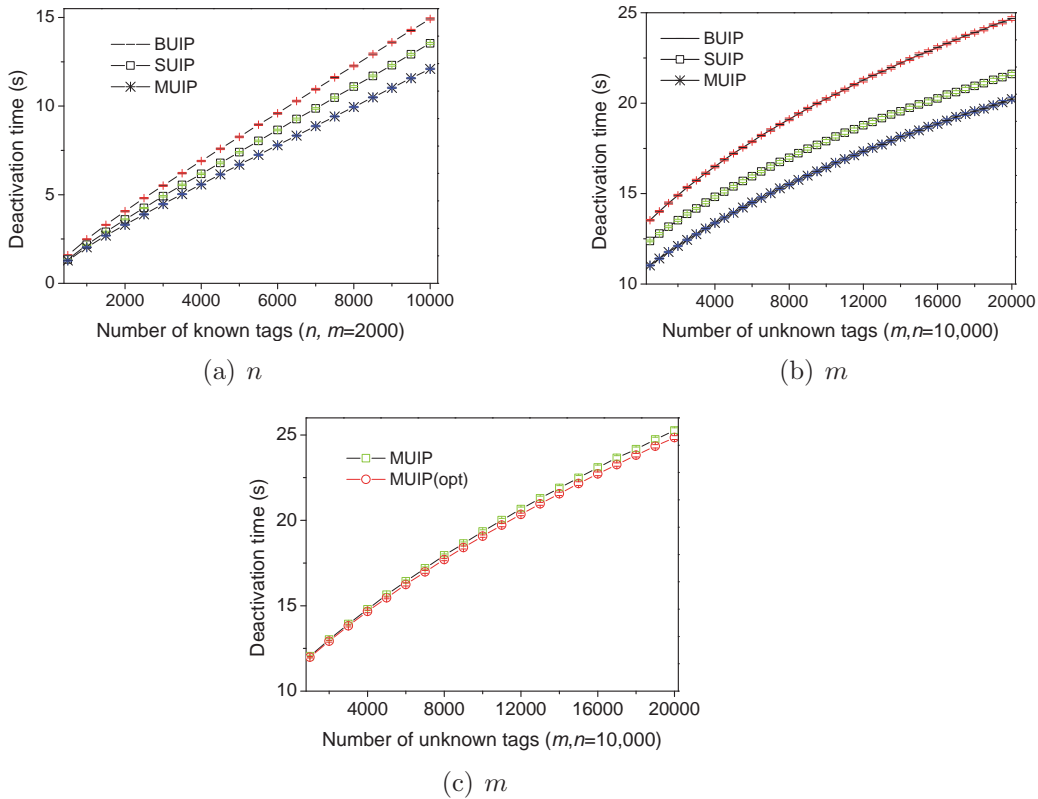 15
10
5
0
Deactivation time (s)
BUIP
SUIP
MUIP
2000 4000 6000 8000 10000
Number of known tags (n, m=2000)
(a) n
25
20
15
10
Deactivation time (s)
BUIP
SUIP
MUIP
4000 8000 12000 16000 20000
Number of unknown tags (m,n=10,000)
(b) m
25
20
15
10
Deactivation time (s)
MUIP
MUIP(opt)
4000 8000 12000 16000 20000
Number of unknown tags (m,n=10,000)
(c) m